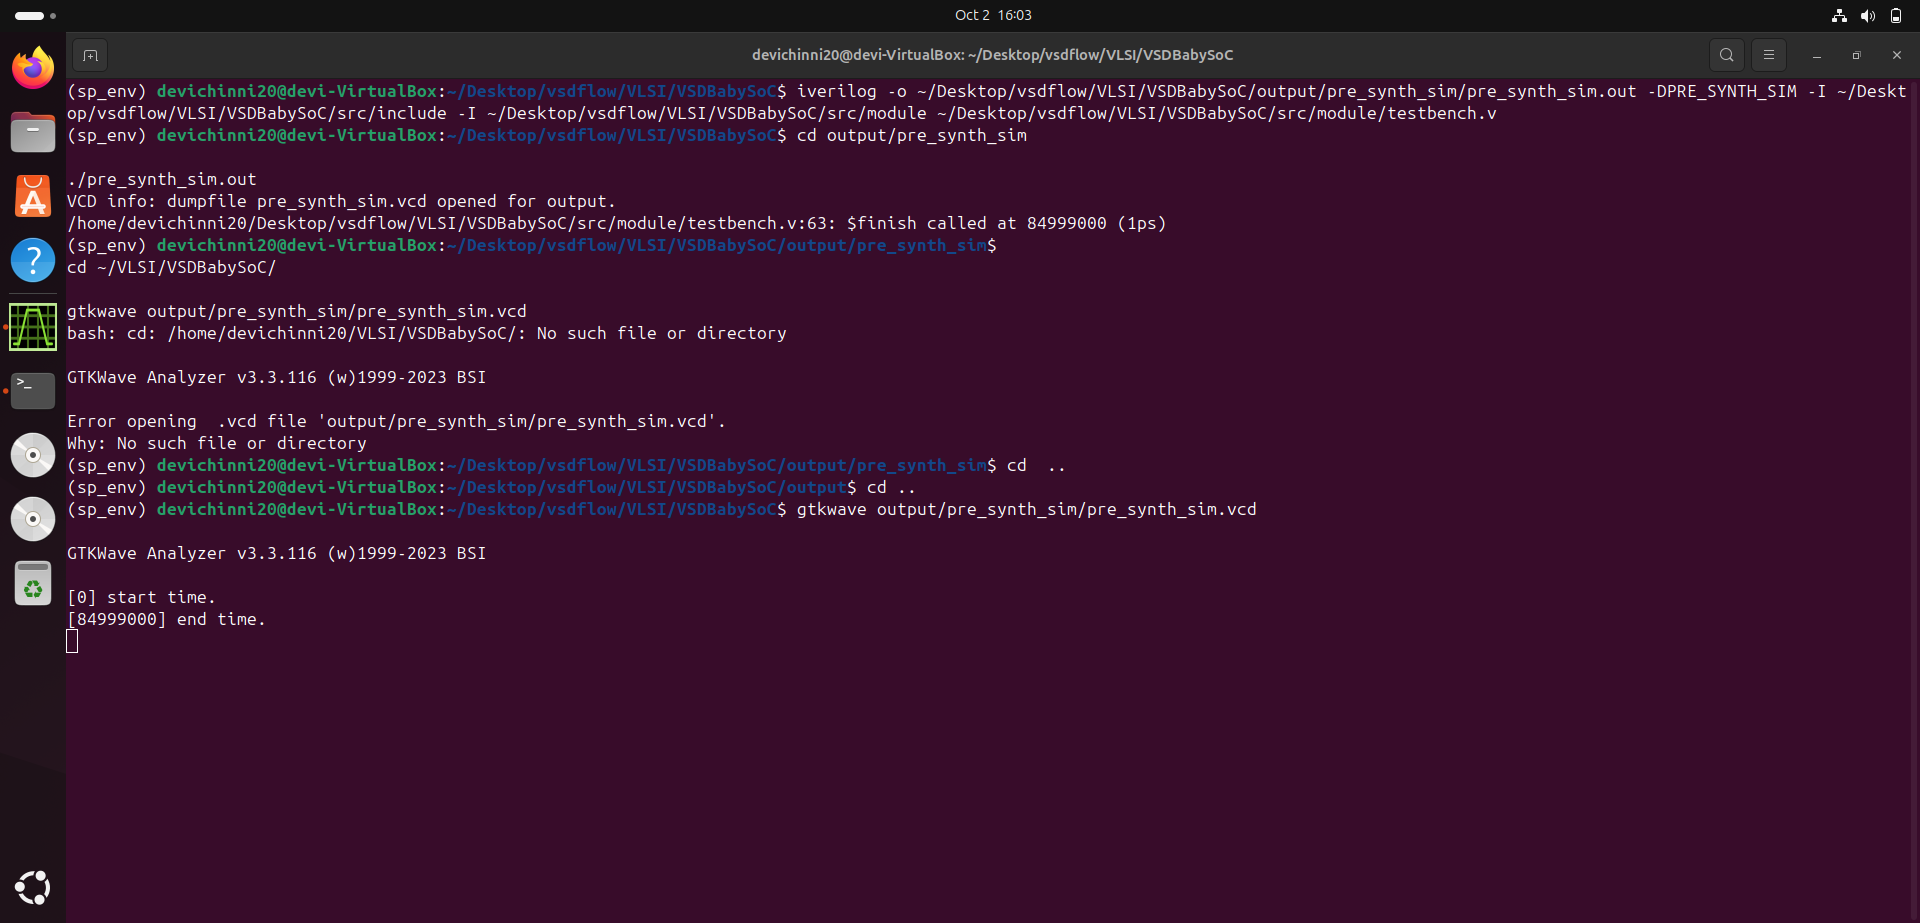 Oct 2 16:03
devichinni20@devi-VirtualBox: ~/Desktop/vsdflow/VLSI/VSDBabySoC
(sp_env) devichinni20@devi-VirtualBox:~/Desktop/vsdflow/VLSI/VSDBabySoC$ iverilog -o ~/Desktop/vsdflow/VLSI/VSDBabySoC/output/pre_synth_sim/pre_synth_sim.out -DPRE_SYNTH_SIM -I ~/Deskt
op/vsdflow/VLSI/VSDBabySoC/src/include -I ~/Desktop/vsdflow/VLSI/VSDBabySoC/src/module ~/Desktop/vsdflow/VLSI/VSDBabySoC/src/module/testbench.v
(sp_env) devichinni20@devi-VirtualBox:~/Desktop/vsdflow/VLSI/VSDBabySoC$ cd output/pre_synth_sim
./pre_synth_sim.out
VCD info: dumpfile pre_synth_sim.vcd opened for output.
/home/devichinni20/Desktop/vsdflow/VLSI/VSDBabySoC/src/module/testbench.v:63: $finish called at 84999000 (1ps)
(sp_env) devichinni20@devi-VirtualBox:~/Desktop/vsdflow/VLSI/VSDBabySoC/output/pre_synth_sim$
cd ~/VLSI/VSDBabySoC/
gtkwave output/pre_synth_sim/pre_synth_sim.vcd
bash: cd: /home/devichinni20/VLSI/VSDBabySoC/: No such file or directory
GTKWave Analyzer v3.3.116 (w)1999-2023 BSI
Error opening  .vcd file 'output/pre_synth_sim/pre_synth_sim.vcd'.
Why: No such file or directory
(sp_env) devichinni20@devi-VirtualBox:~/Desktop/vsdflow/VLSI/VSDBabySoC/output/pre_synth_sim$ cd  ..
(sp_env) devichinni20@devi-VirtualBox:~/Desktop/vsdflow/VLSI/VSDBabySoC/output$ cd ..
(sp_env) devichinni20@devi-VirtualBox:~/Desktop/vsdflow/VLSI/VSDBabySoC$ gtkwave output/pre_synth_sim/pre_synth_sim.vcd
GTKWave Analyzer v3.3.116 (w)1999-2023 BSI
[0] start time.
[84999000] end time.